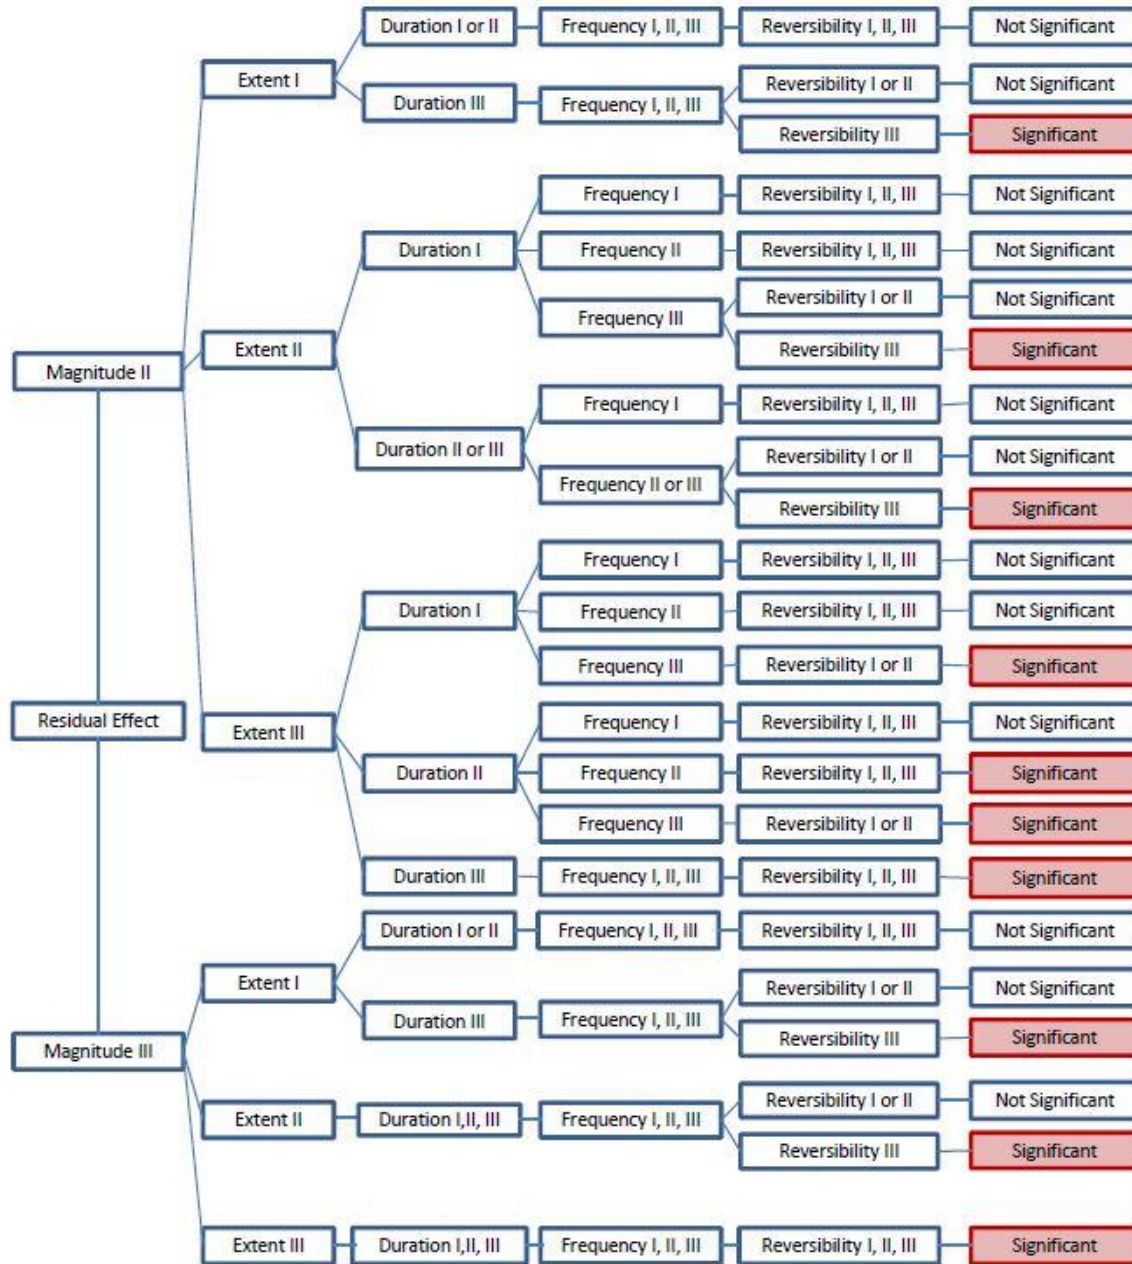 Duration I or II Frequency I, II, III Reversibility I, II, III Not Significant
Extent I
Reversibility I or II Not Significant
Duration III Frequency I, II, III
Reversibility III Significant
Frequency I Reversibility I, II, III Not Significant
Duration I Frequency II Reversibility I, II, III Not Significant
Reversibility I or II Not Significant
Frequency III
Extent II Reversibility III Significant
Magnitude II
Frequency I Reversibility I, II, III Not Significant
Duration II or III Reversibility I or II Not Significant
Frequency II or III
Reversibility III Significant
Frequency I Reversibility I, II, III Not Significant
Duration I Frequency II Reversibility I, II, III Not Significant
Frequency III Reversibility I or II Significant
Residual Effect Frequency I Reversibility I, II, III Not Significant
Extent III
Duration II Frequency II Reversibility I, II, III Significant
Frequency III Reversibility I or II Significant
Duration III Frequency I, II, III Reversibility I, II, III Significant
Duration I or II Frequency I, II, III Reversibility I, II, III Not Significant
Extent I Reversibility I or II Not Significant
Duration III Frequency I, II, III
Magnitude III Reversibility III Significant
Reversibility I or II Not Significant
Extent II Duration I,II, III Frequency I, II, III
Reversibility III Significant
Extent III Duration I,II, III Frequency I, II, III Reversibility I, II, III Significant